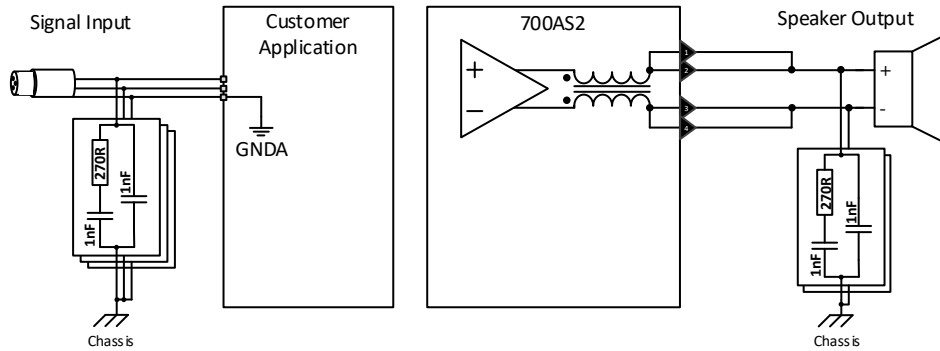 Signal Input
Customer
Application
700AS2
Speaker Output
1
2
3
4
+
−
+
-
GNDA
270R
1nF
1nF
270R
1nF
1nF
Chassis
Chassis